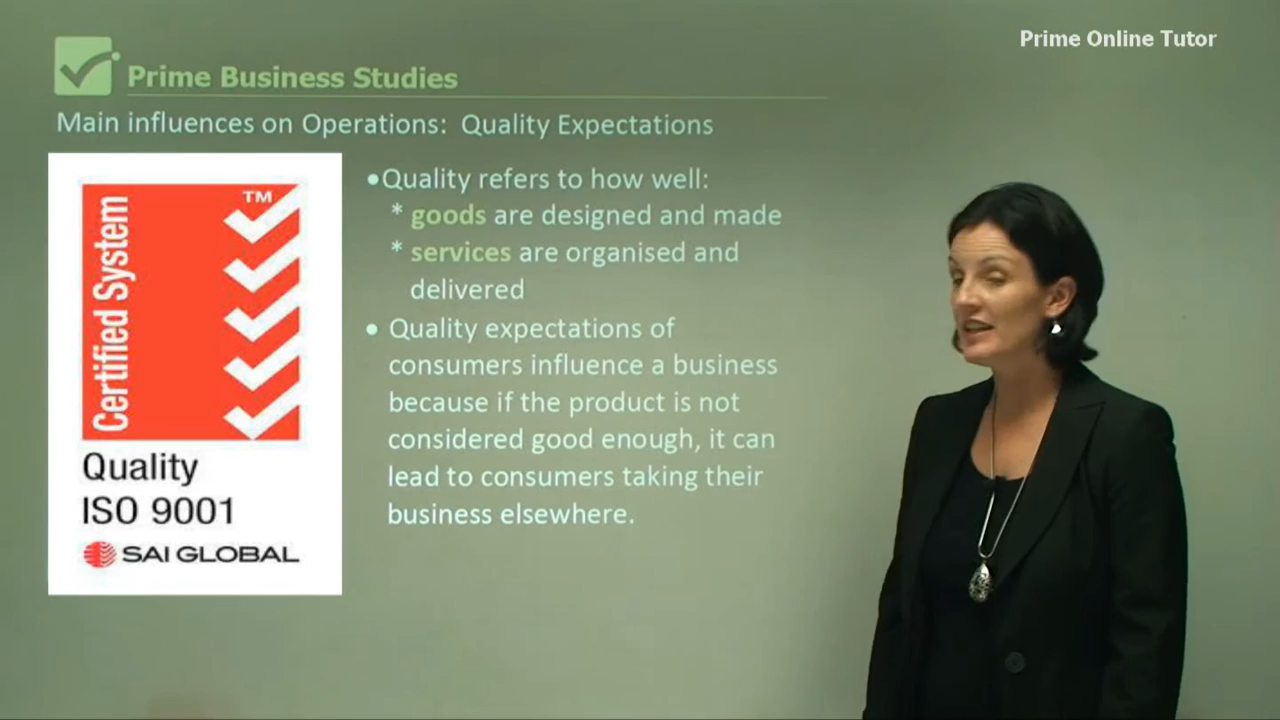 Prime Online Tutor
Prime Business Studies
Main influences on Operations: Quality Expectations
Certified System
TM
Quality
ISO 9001
SAI GLOBAL
•Quality refers to how well:
* goods are designed and made
* services are organised and
delivered
• Quality expectations of
consumers influence a business
because if the product is not
considered good enough, it can
lead to consumers taking their
business elsewhere.